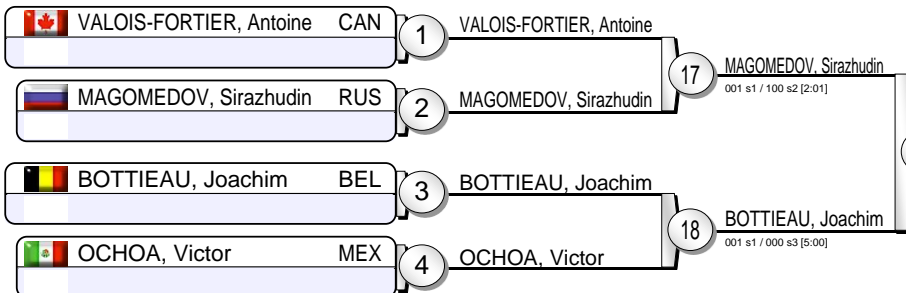 VALOIS-FORTIER, Antoine CAN
1
VALOIS-FORTIER, Antoine
17
MAGOMEDOV, Sirazhudin
001 s1 / 100 s2 [2:01]
MAGOMEDOV, Sirazhudin RUS
2
MAGOMEDOV, Sirazhudin
BOTTIEAU, Joachim BEL
3
BOTTIEAU, Joachim
18
BOTTIEAU, Joachim
001 s1 / 000 s3 [5:00]
OCHOA, Victor MEX
4
OCHOA, Victor